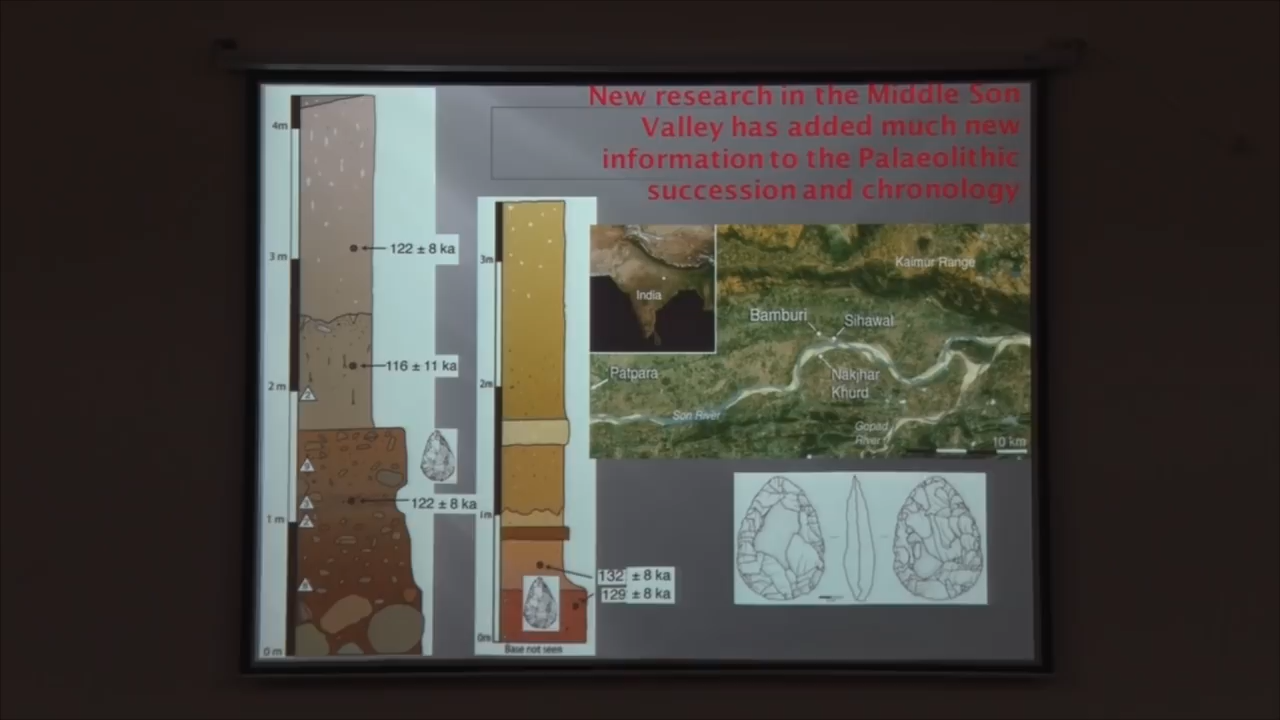 New research in the Middle Son
Valley has added much new
information to the Palaeolithic
succession and chronology
4m
122 ± 8 ka
3 m
116 ± 11 ka
2 m
122 ± 8 ka
1 m
0 m
3m
2m
1m
132 ± 8 ka
129 ± 8 ka
0m
Base not seen
India
Kaimur Range
Bamburi
Sihawal
Patpara
Nakjhar
Khurd
Son River
Gopad
River
10 km